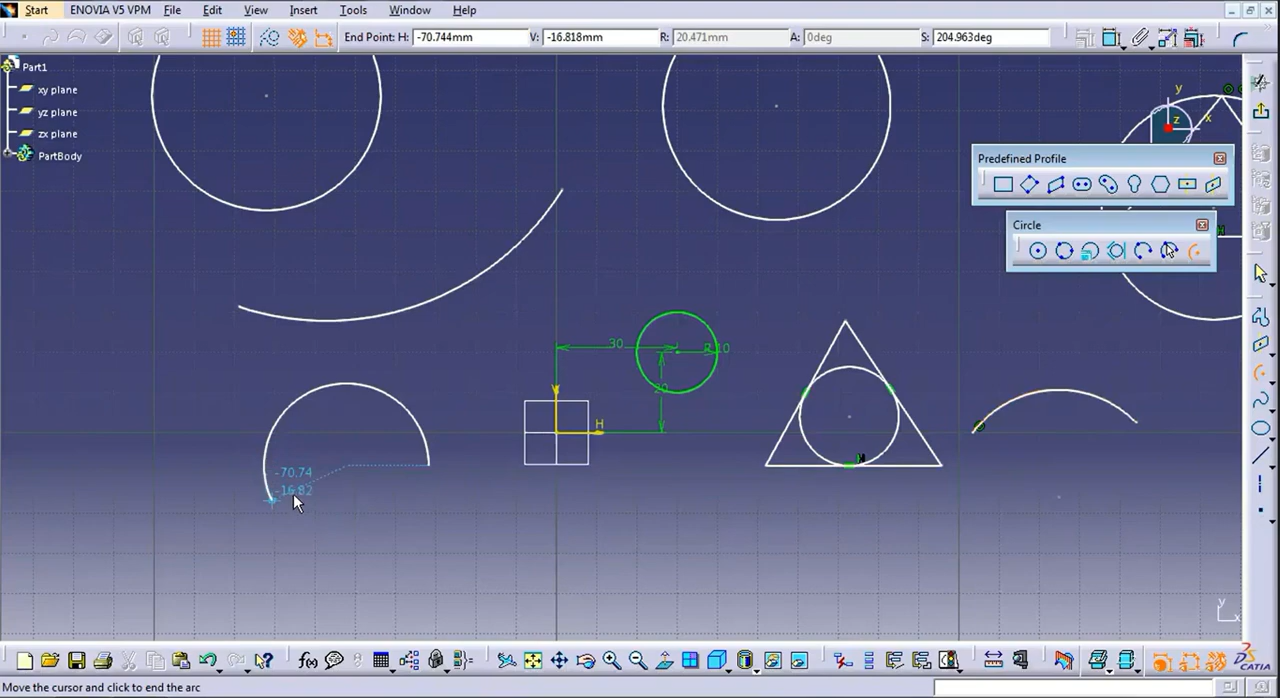 Start ENOVIA V5 VPM File Edit View Insert Tools Window Help
End Point: H: -70.744mm V: -16.818mm R: 20.471mm A: 0deg S: 204.963deg
Part1
xy plane
yz plane
zx plane
PartBody
y
z
x
Predefined Profile
Circle
H
30
R 10
20
V
H
H
-70.74
-16.82
y
x
f(x)
DS CATIA
Move the cursor and click to end the arc